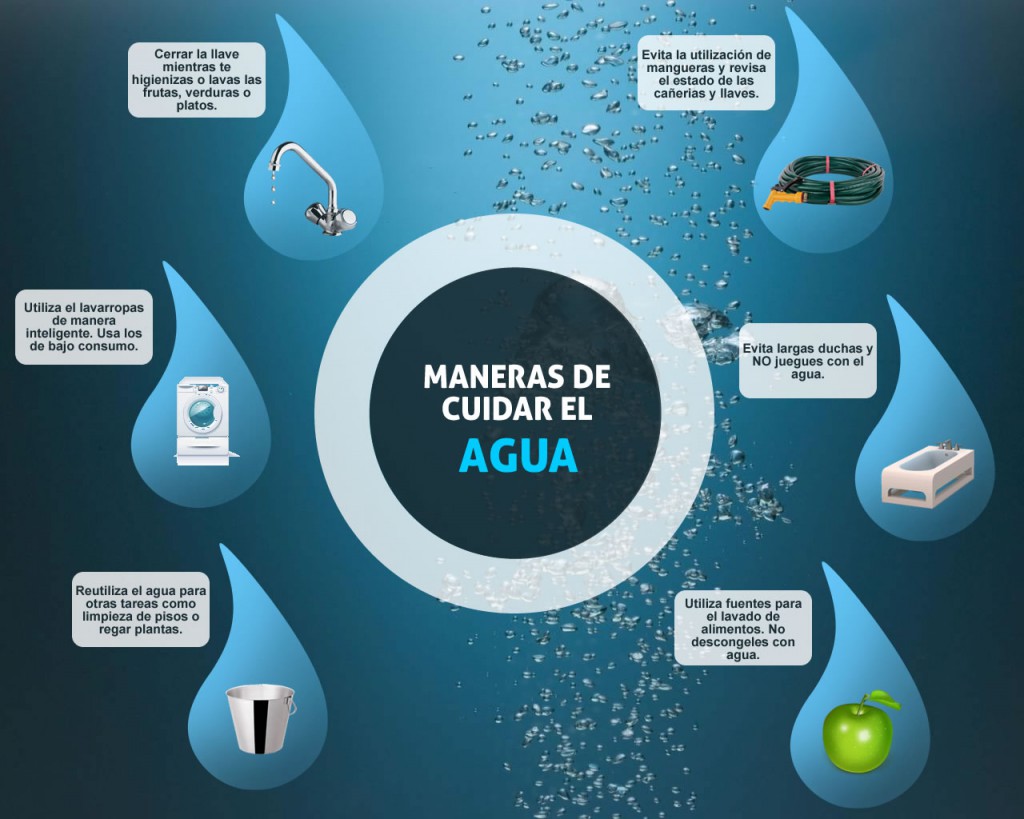 Cerrar la llave
mientras te
higienizas o lavas las
frutas, verduras o
platos.
Evita la utilización de
mangueras y revisa
el estado de las
cañerias y llaves.
Utiliza el lavarropas
de manera
inteligente. Usa los
de bajo consumo.
MANERAS DE
CUIDAR EL
AGUA
Evita largas duchas y
NO juegues con el
agua.
Reutiliza el agua para
otras tareas como
limpieza de pisos o
regar plantas.
Utiliza fuentes para
el lavado de
alimentos. No
descongeles con
agua.